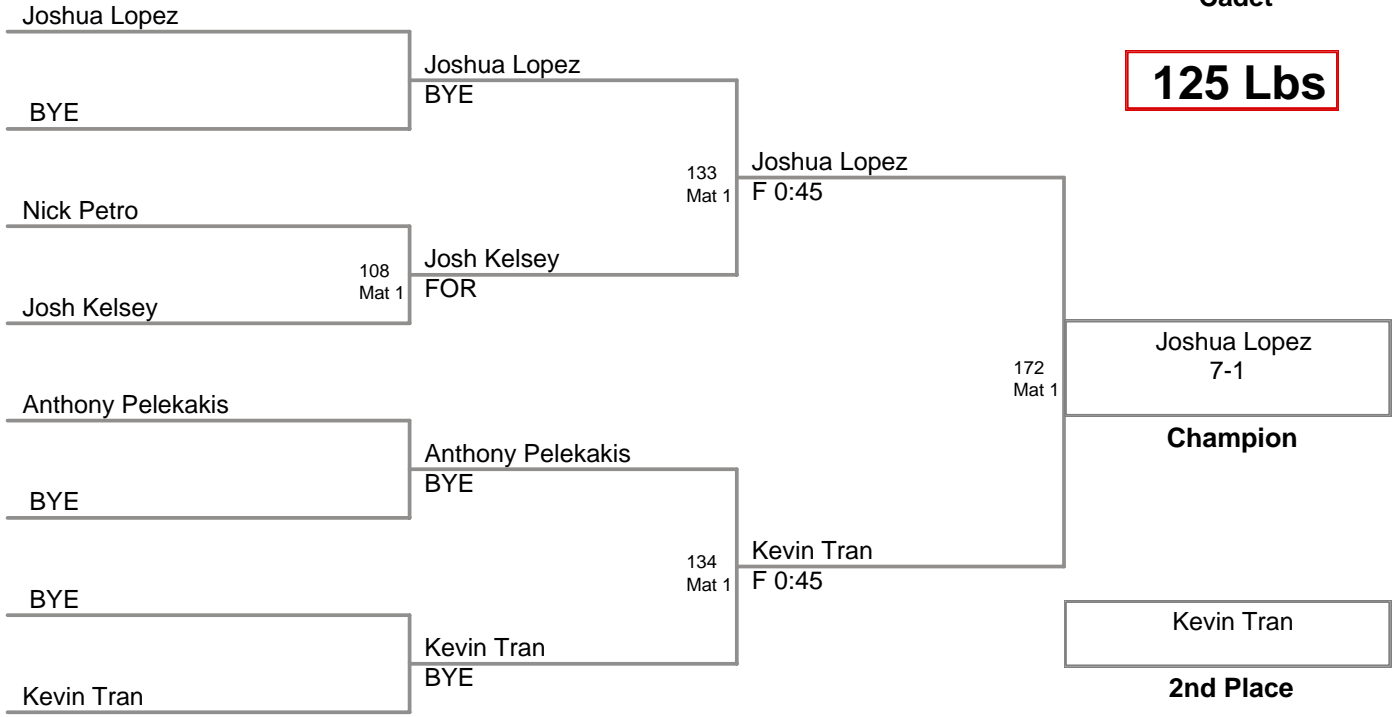 Cadet
125 Lbs
Joshua Lopez
BYE
Nick Petro
Josh Kelsey
Anthony Pelekakis
BYE
BYE
Kevin Tran
Joshua Lopez
BYE
108
Mat 1
Josh Kelsey
FOR
Anthony Pelekakis
BYE
Kevin Tran
BYE
133
Mat 1
Joshua Lopez
F 0:45
134
Mat 1
Kevin Tran
F 0:45
172
Mat 1
Joshua Lopez
7-1
Champion
Kevin Tran
2nd Place